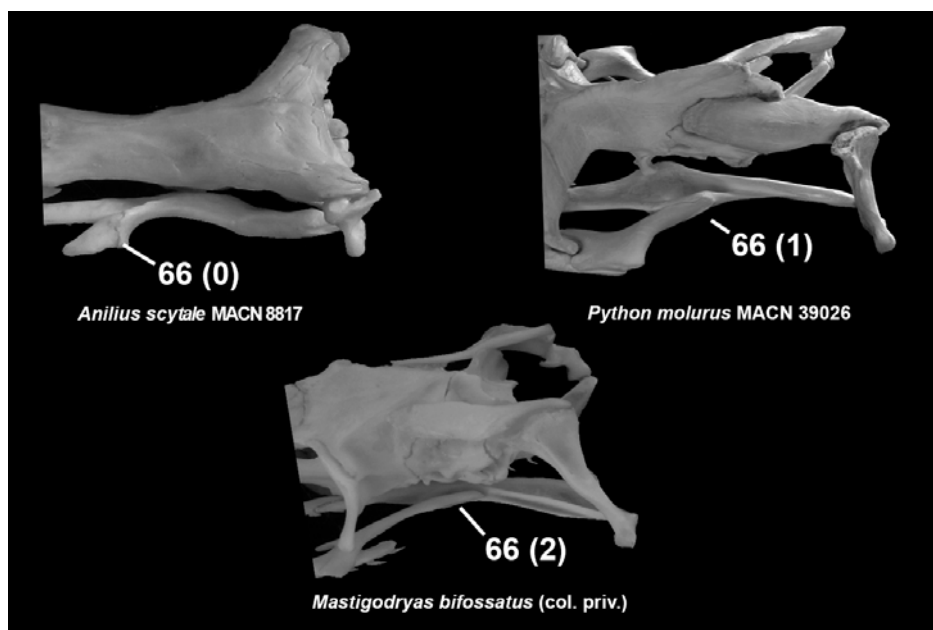 66 (0)
66 (1)
Anilius scytale MACN 8817
Python molurus MACN 39026
66 (2)
Mastigodryas bifossatus (col. priv.)